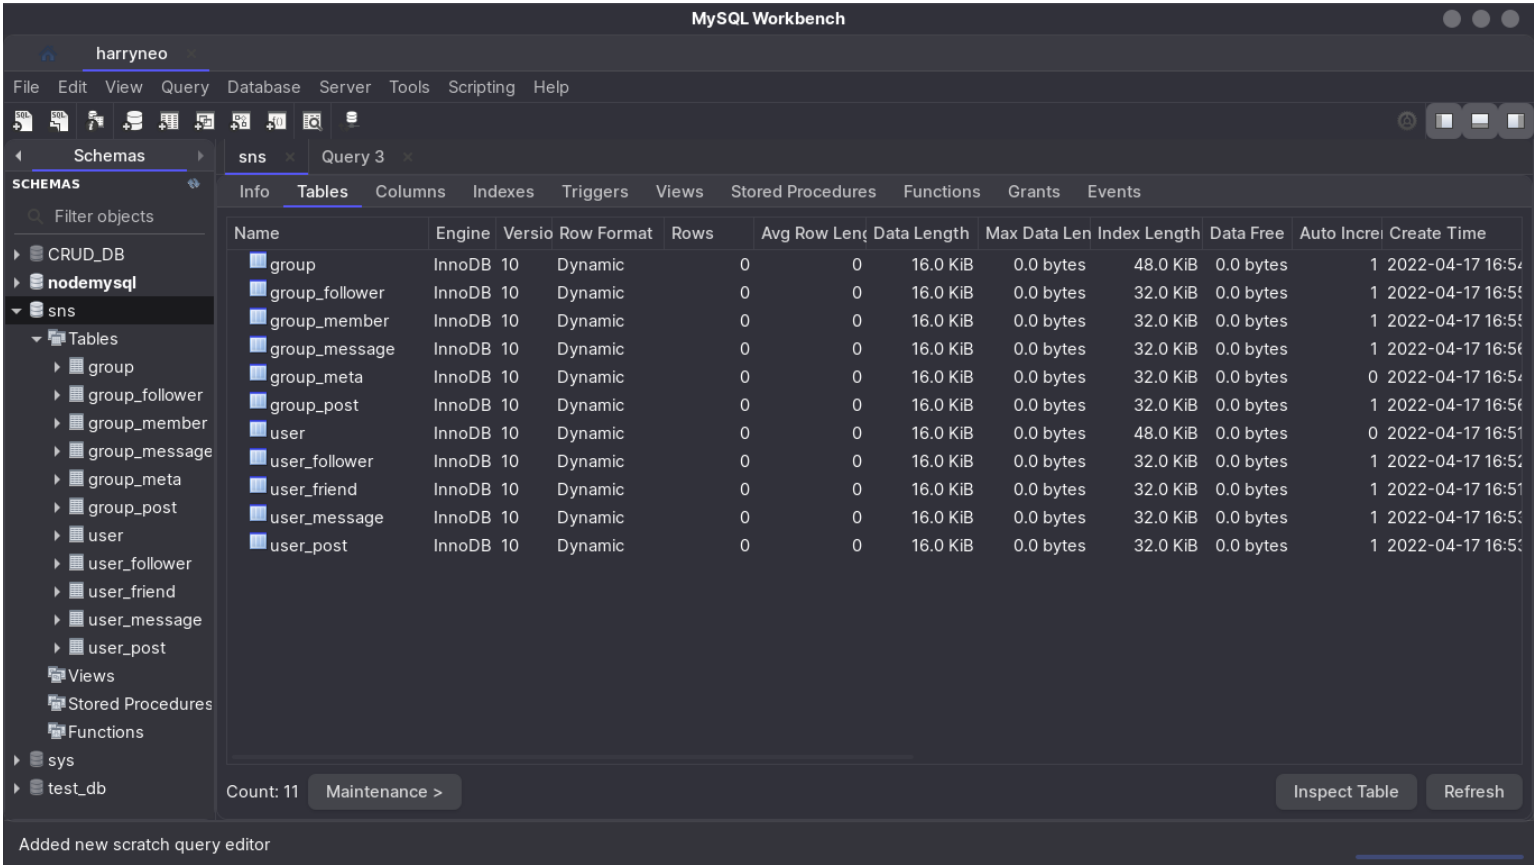 MySQL Workbench
harryneo
File Edit View Query Database Server Tools Scripting Help
Schemas
sns
Query 3
SCHEMAS
Filter objects
CRUD_DB
nodemysql
sns
Tables
group
group_follower
group_member
group_message
group_meta
group_post
user
user_follower
user_friend
user_message
user_post
Views
Stored Procedures
Functions
sys
test_db
Info Tables Columns Indexes Triggers Views Stored Procedures Functions Grants Events
Name Engine Versio Row Format Rows Avg Row Leng Data Length Max Data Len Index Length Data Free Auto Increi Create Time
group InnoDB 10 Dynamic 0 0 16.0 KiB 0.0 bytes 48.0 KiB 0.0 bytes 1 2022-04-17 16:54
group_follower InnoDB 10 Dynamic 0 0 16.0 KiB 0.0 bytes 32.0 KiB 0.0 bytes 1 2022-04-17 16:55
group_member InnoDB 10 Dynamic 0 0 16.0 KiB 0.0 bytes 32.0 KiB 0.0 bytes 1 2022-04-17 16:55
group_message InnoDB 10 Dynamic 0 0 16.0 KiB 0.0 bytes 32.0 KiB 0.0 bytes 1 2022-04-17 16:56
group_meta InnoDB 10 Dynamic 0 0 16.0 KiB 0.0 bytes 32.0 KiB 0.0 bytes 0 2022-04-17 16:54
group_post InnoDB 10 Dynamic 0 0 16.0 KiB 0.0 bytes 32.0 KiB 0.0 bytes 1 2022-04-17 16:56
user InnoDB 10 Dynamic 0 0 16.0 KiB 0.0 bytes 48.0 KiB 0.0 bytes 0 2022-04-17 16:51
user_follower InnoDB 10 Dynamic 0 0 16.0 KiB 0.0 bytes 32.0 KiB 0.0 bytes 1 2022-04-17 16:52
user_friend InnoDB 10 Dynamic 0 0 16.0 KiB 0.0 bytes 32.0 KiB 0.0 bytes 1 2022-04-17 16:51
user_message InnoDB 10 Dynamic 0 0 16.0 KiB 0.0 bytes 32.0 KiB 0.0 bytes 1 2022-04-17 16:53
user_post InnoDB 10 Dynamic 0 0 16.0 KiB 0.0 bytes 32.0 KiB 0.0 bytes 1 2022-04-17 16:53
Count: 11 Maintenance > Inspect Table Refresh
Added new scratch query editor